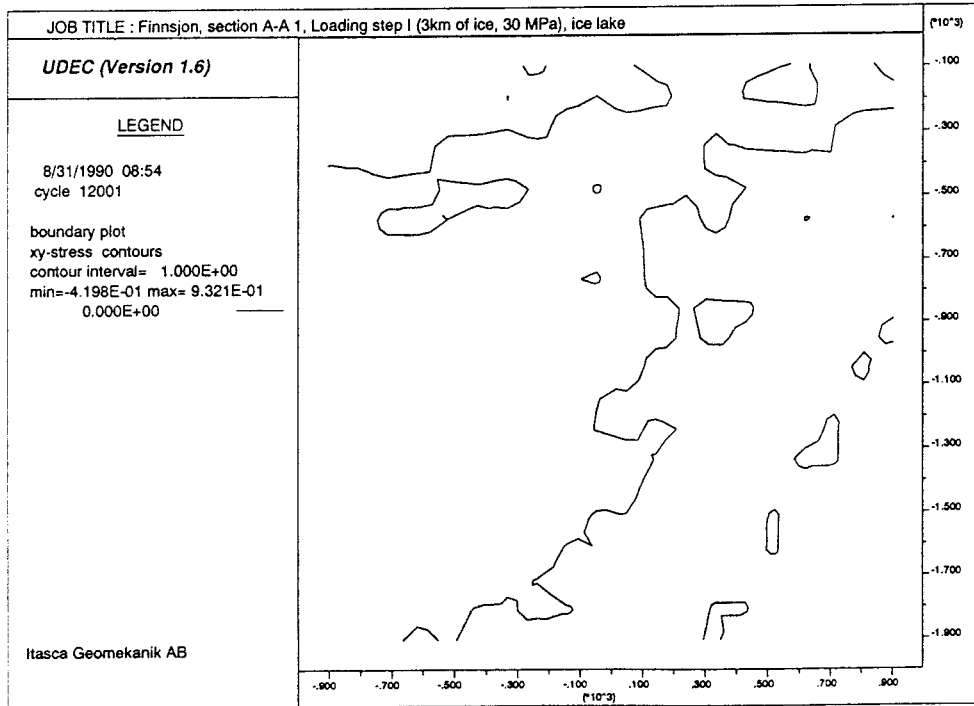 JOB TITLE : Finnsjon, section A-A 1, Loading step I (3km of ice, 30 MPa), ice lake
(*10^3)
UDEC (Version 1.6)
LEGEND
8/31/1990 08:54
cycle 12001
boundary plot
xy-stress contours
contour interval= 1.000E+00
min=-4.198E-01 max= 9.321E-01
0.000E+00
Itasca Geomekanik AB
-.100
-.300
-.500
-.700
-.900
-1.100
-1.300
-1.500
-1.700
-1.900
-.900 -.700 -.500 -.300 -.100 .100 .300 .500 .700 .900
(*10^3)